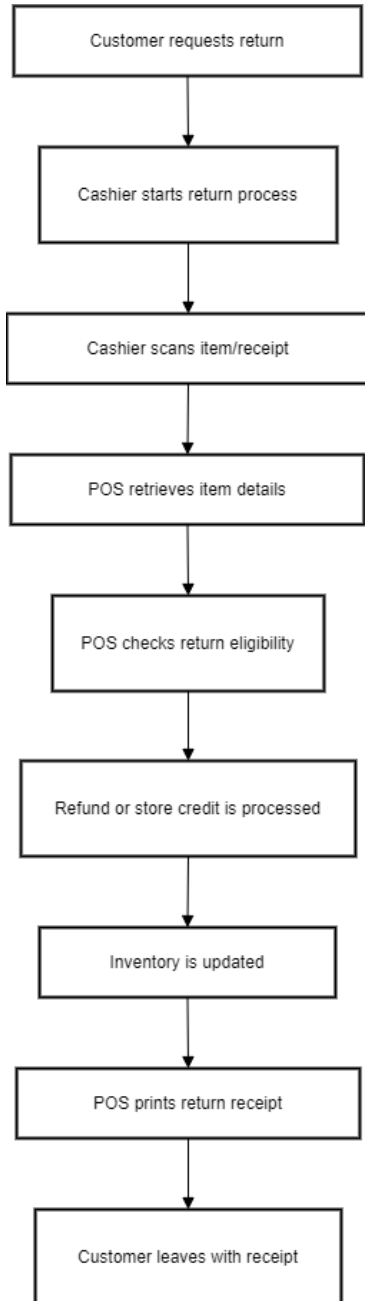 Customer requests return
Cashier starts return process
Cashier scans item/receipt
POS retrieves item details
POS checks return eligibility
Refund or store credit is processed
Inventory is updated
POS prints return receipt
Customer leaves with receipt